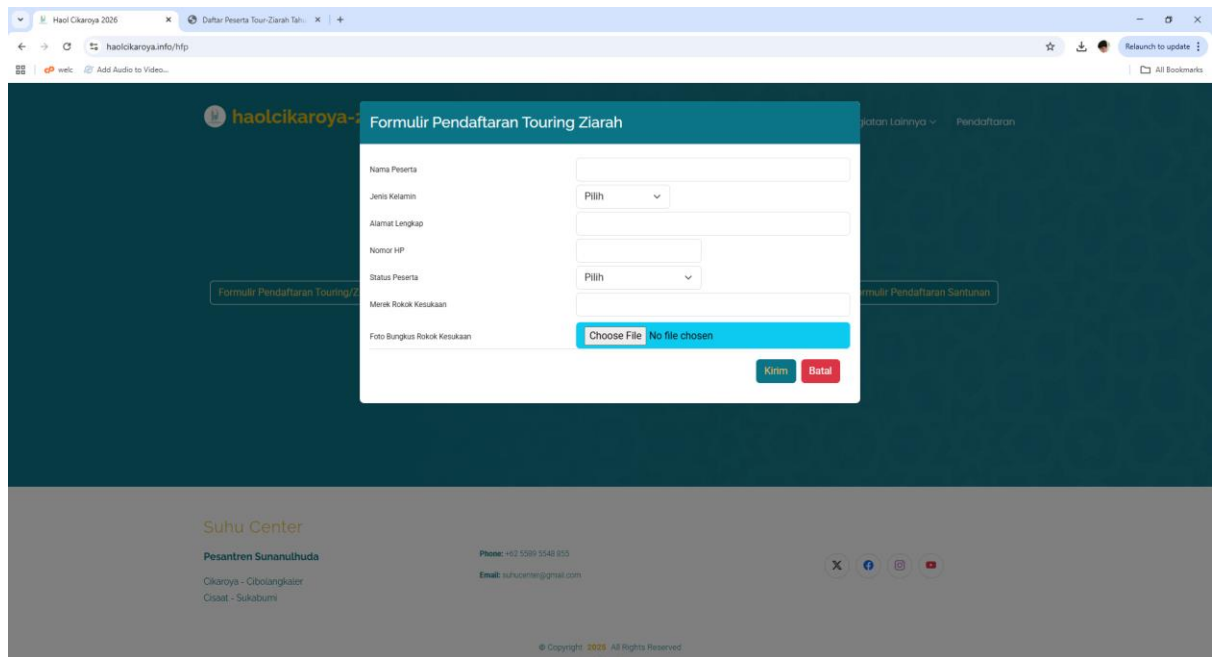 Haol Cikaroya 2026
Daftar Peserta Tour-Ziarah Tahu
haolcikaroya.info/hfp
Relaunch to update
welc
Add Audio to Video...
All Bookmarks
haolcikaroya-2
Formulir Pendaftaran Touring Ziarah
giatan Lainnya
Pendaftaran
Nama Peserta
Jenis Kelamin
Pilih
Alamat Lengkap
Nomor HP
Status Peserta
Pilih
Formulir Pendaftaran Touring/Z
rmulir Pendaftaran Santunan
Merek Rokok Kesukaan
Foto Bungkus Rokok Kesukaan
Choose File No file chosen
Kirim
Batal
Suhu Center
Pesantren Sunanulhuda
Cikaroya - Cibolangkaler
Cisaat - Sukabumi
Phone: +62 5589 5548 855
Email: suhucenter@gmail.com
© Copyright 2025 All Rights Reserved